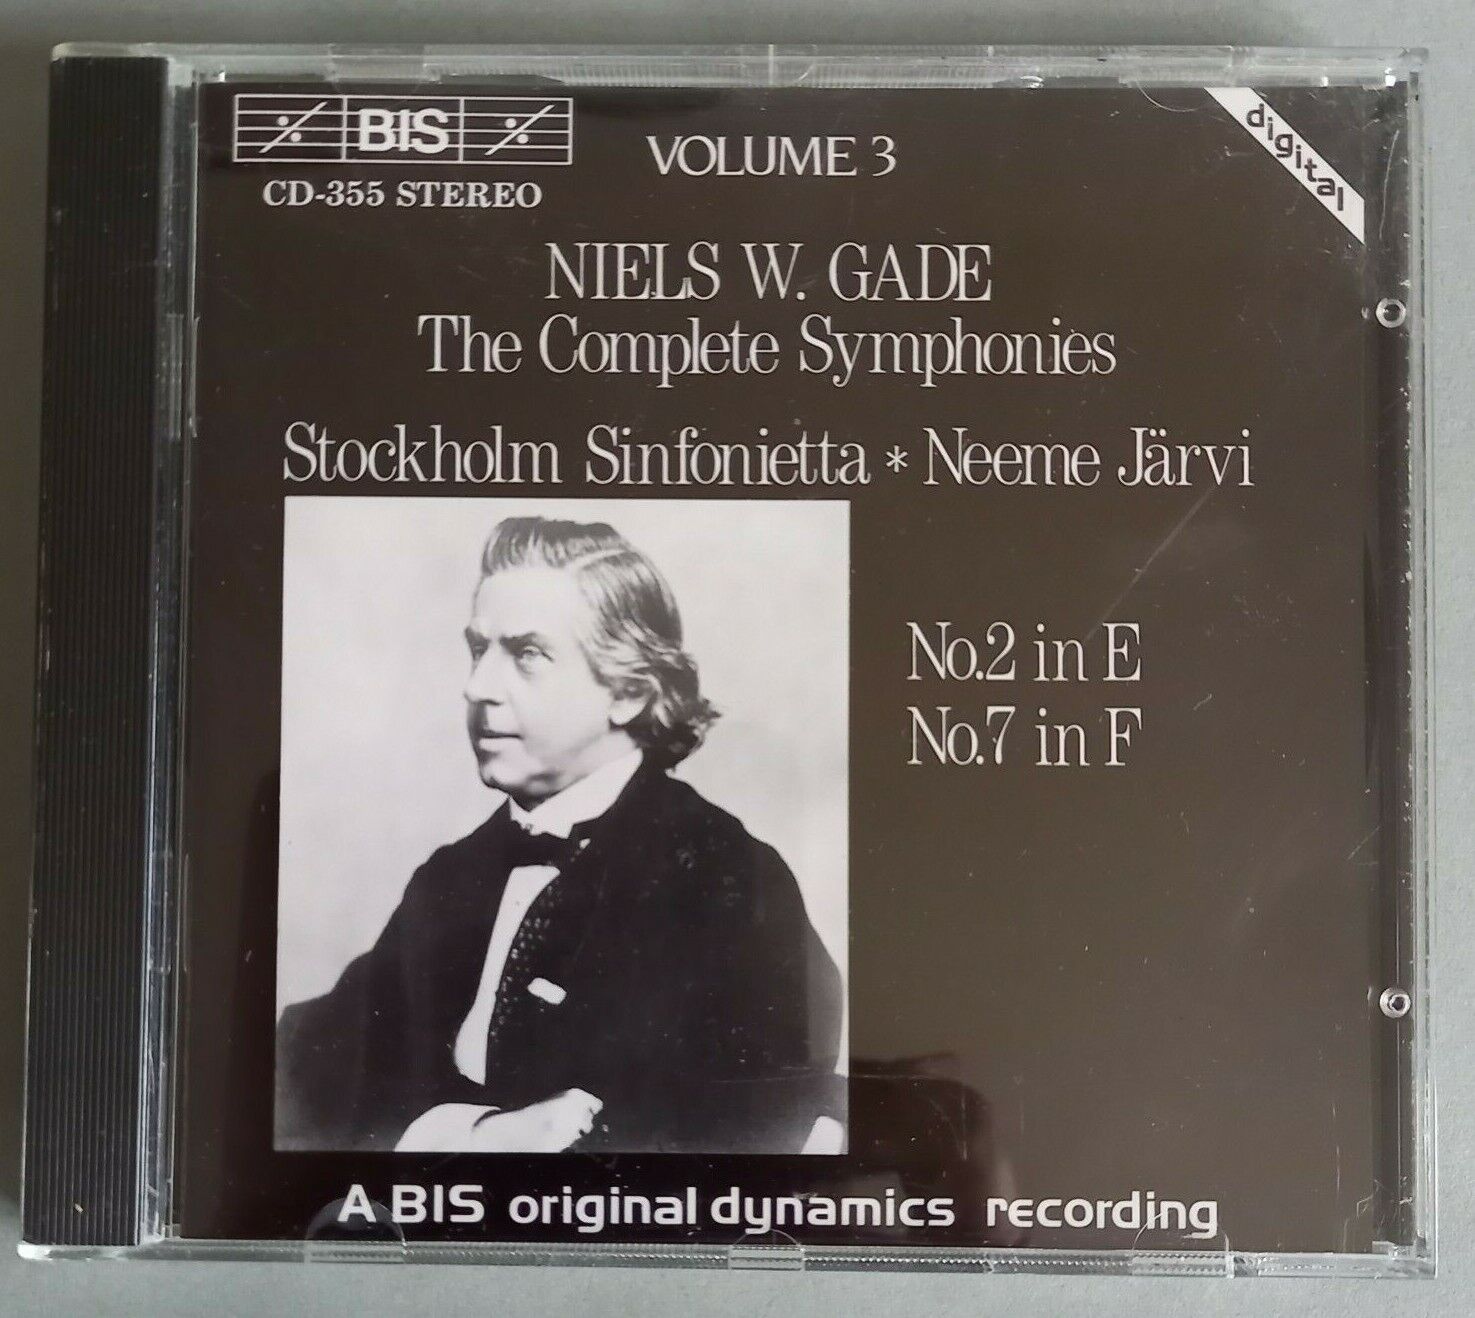 BIS
CD-355 STEREO
VOLUME 3
digital
NIELS W. GADE
The Complete Symphonies
Stockholm Sinfonietta * Neeme Järvi
No.2 in E
No.7 in F
A BIS original dynamics recording